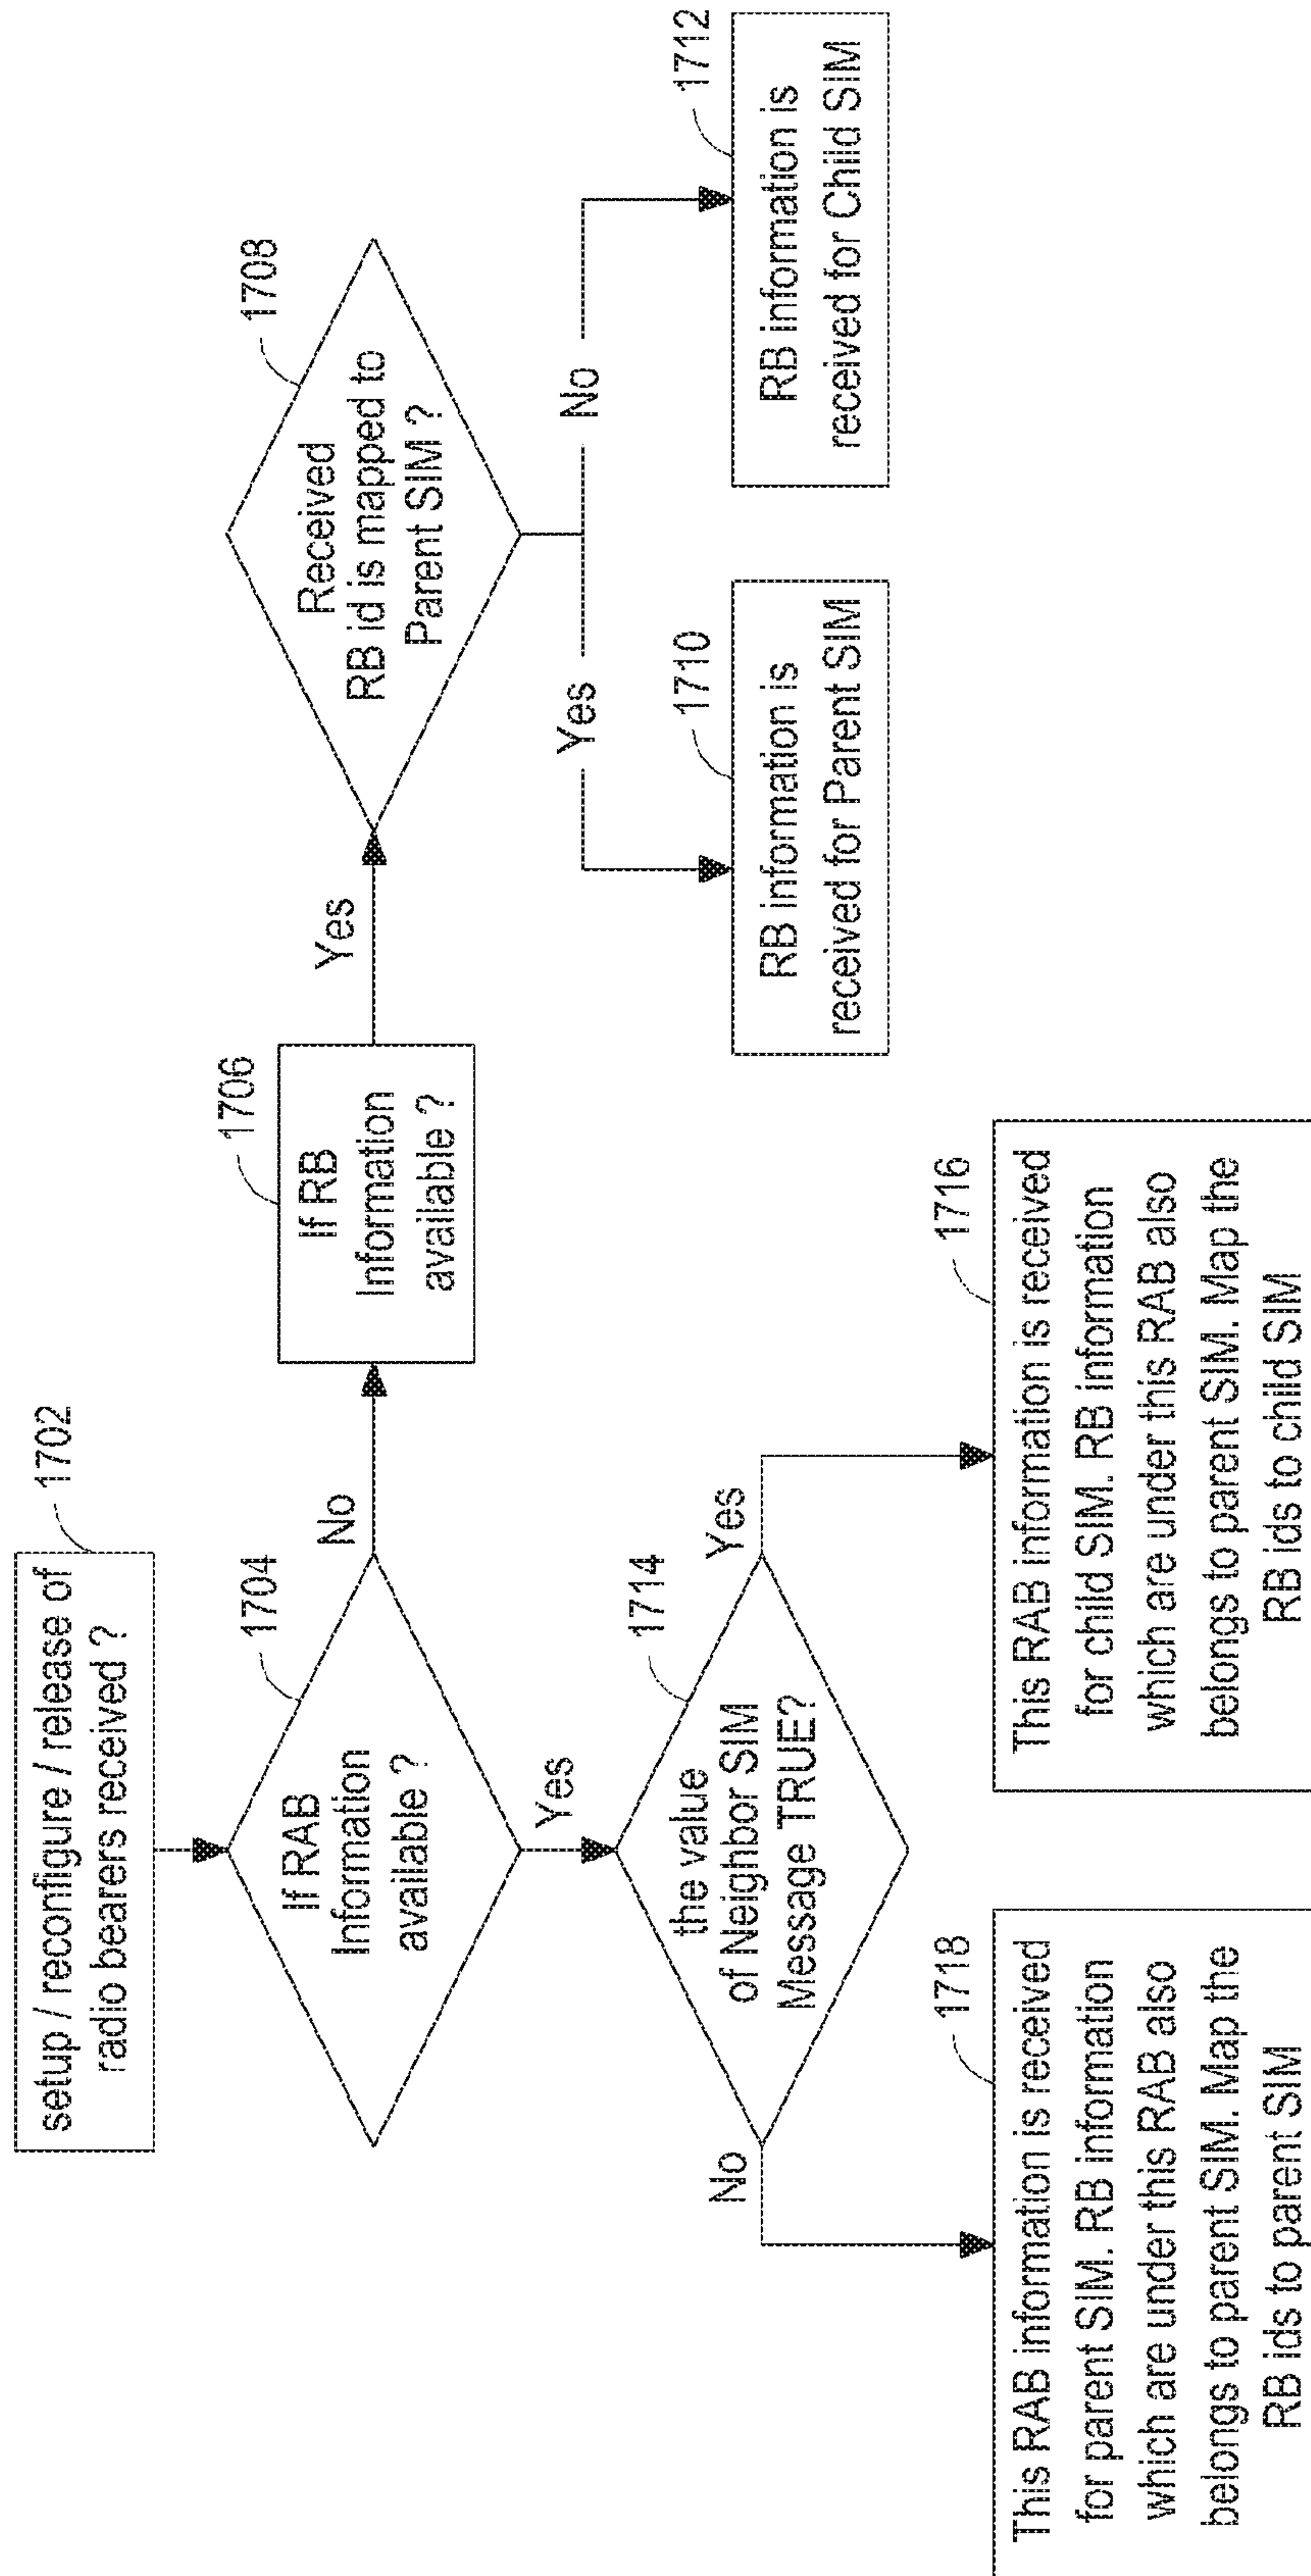 setup / reconfigure / release of
radio bearers received ?
1702
If RAB
Information
available ?
1704
No
If RB
Information
available ?
1706
Yes
Received
RB id is mapped to
Parent SIM ?
1708
Yes
No
RB information is
received for Parent SIM
1710
RB information is
received for Child SIM
1712
Yes
the value
of Neighbor SIM
Message TRUE?
1714
No
Yes
This RAB information is received
for parent SIM. RB information
which are under this RAB also
belongs to parent SIM. Map the
RB ids to parent SIM
1718
This RAB information is received
for child SIM. RB information
which are under this RAB also
belongs to parent SIM. Map the
RB ids to child SIM
1716